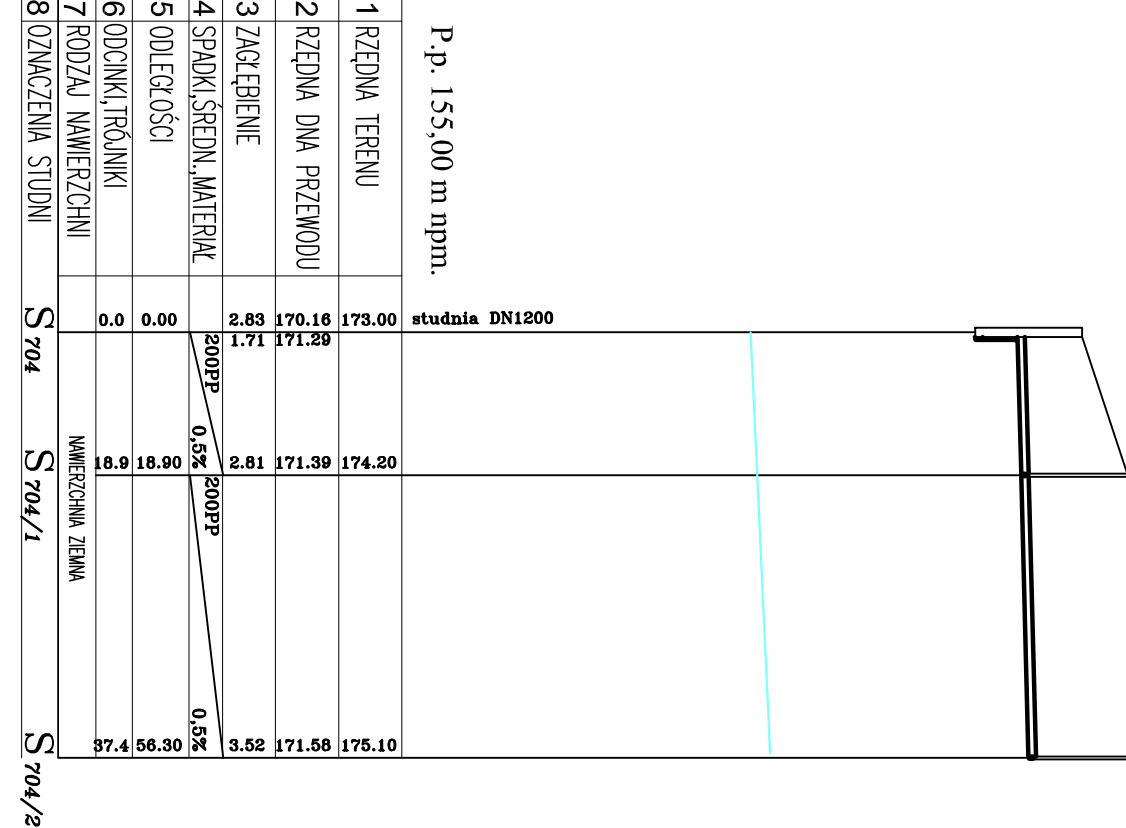 P.p. 155,00 m npm.
studnia DN1200
1 RZĘDNA TERENU 173.00 174.20 175.10
2 RZĘDNA DNA PRZEWODU 170.16 171.29 171.39 171.58
3 ZAGŁĘBIENIE 2.83 1.71 2.81 3.52
4 SPADKI,ŚREDN.,MATERIAŁ 200PP 0,5% 200PP 0,5%
5 ODLEGŁOŚCI 0.00 18.90 56.30
6 ODCINKI,TRÓJNIKI 0.0 18.9 37.4
7 RODZAJ NAWIERZCHNI NAWIERZCHNIA ZIEMNA
8 OZNACZENIA STUDNI S 704 S 704/1 S 704/2